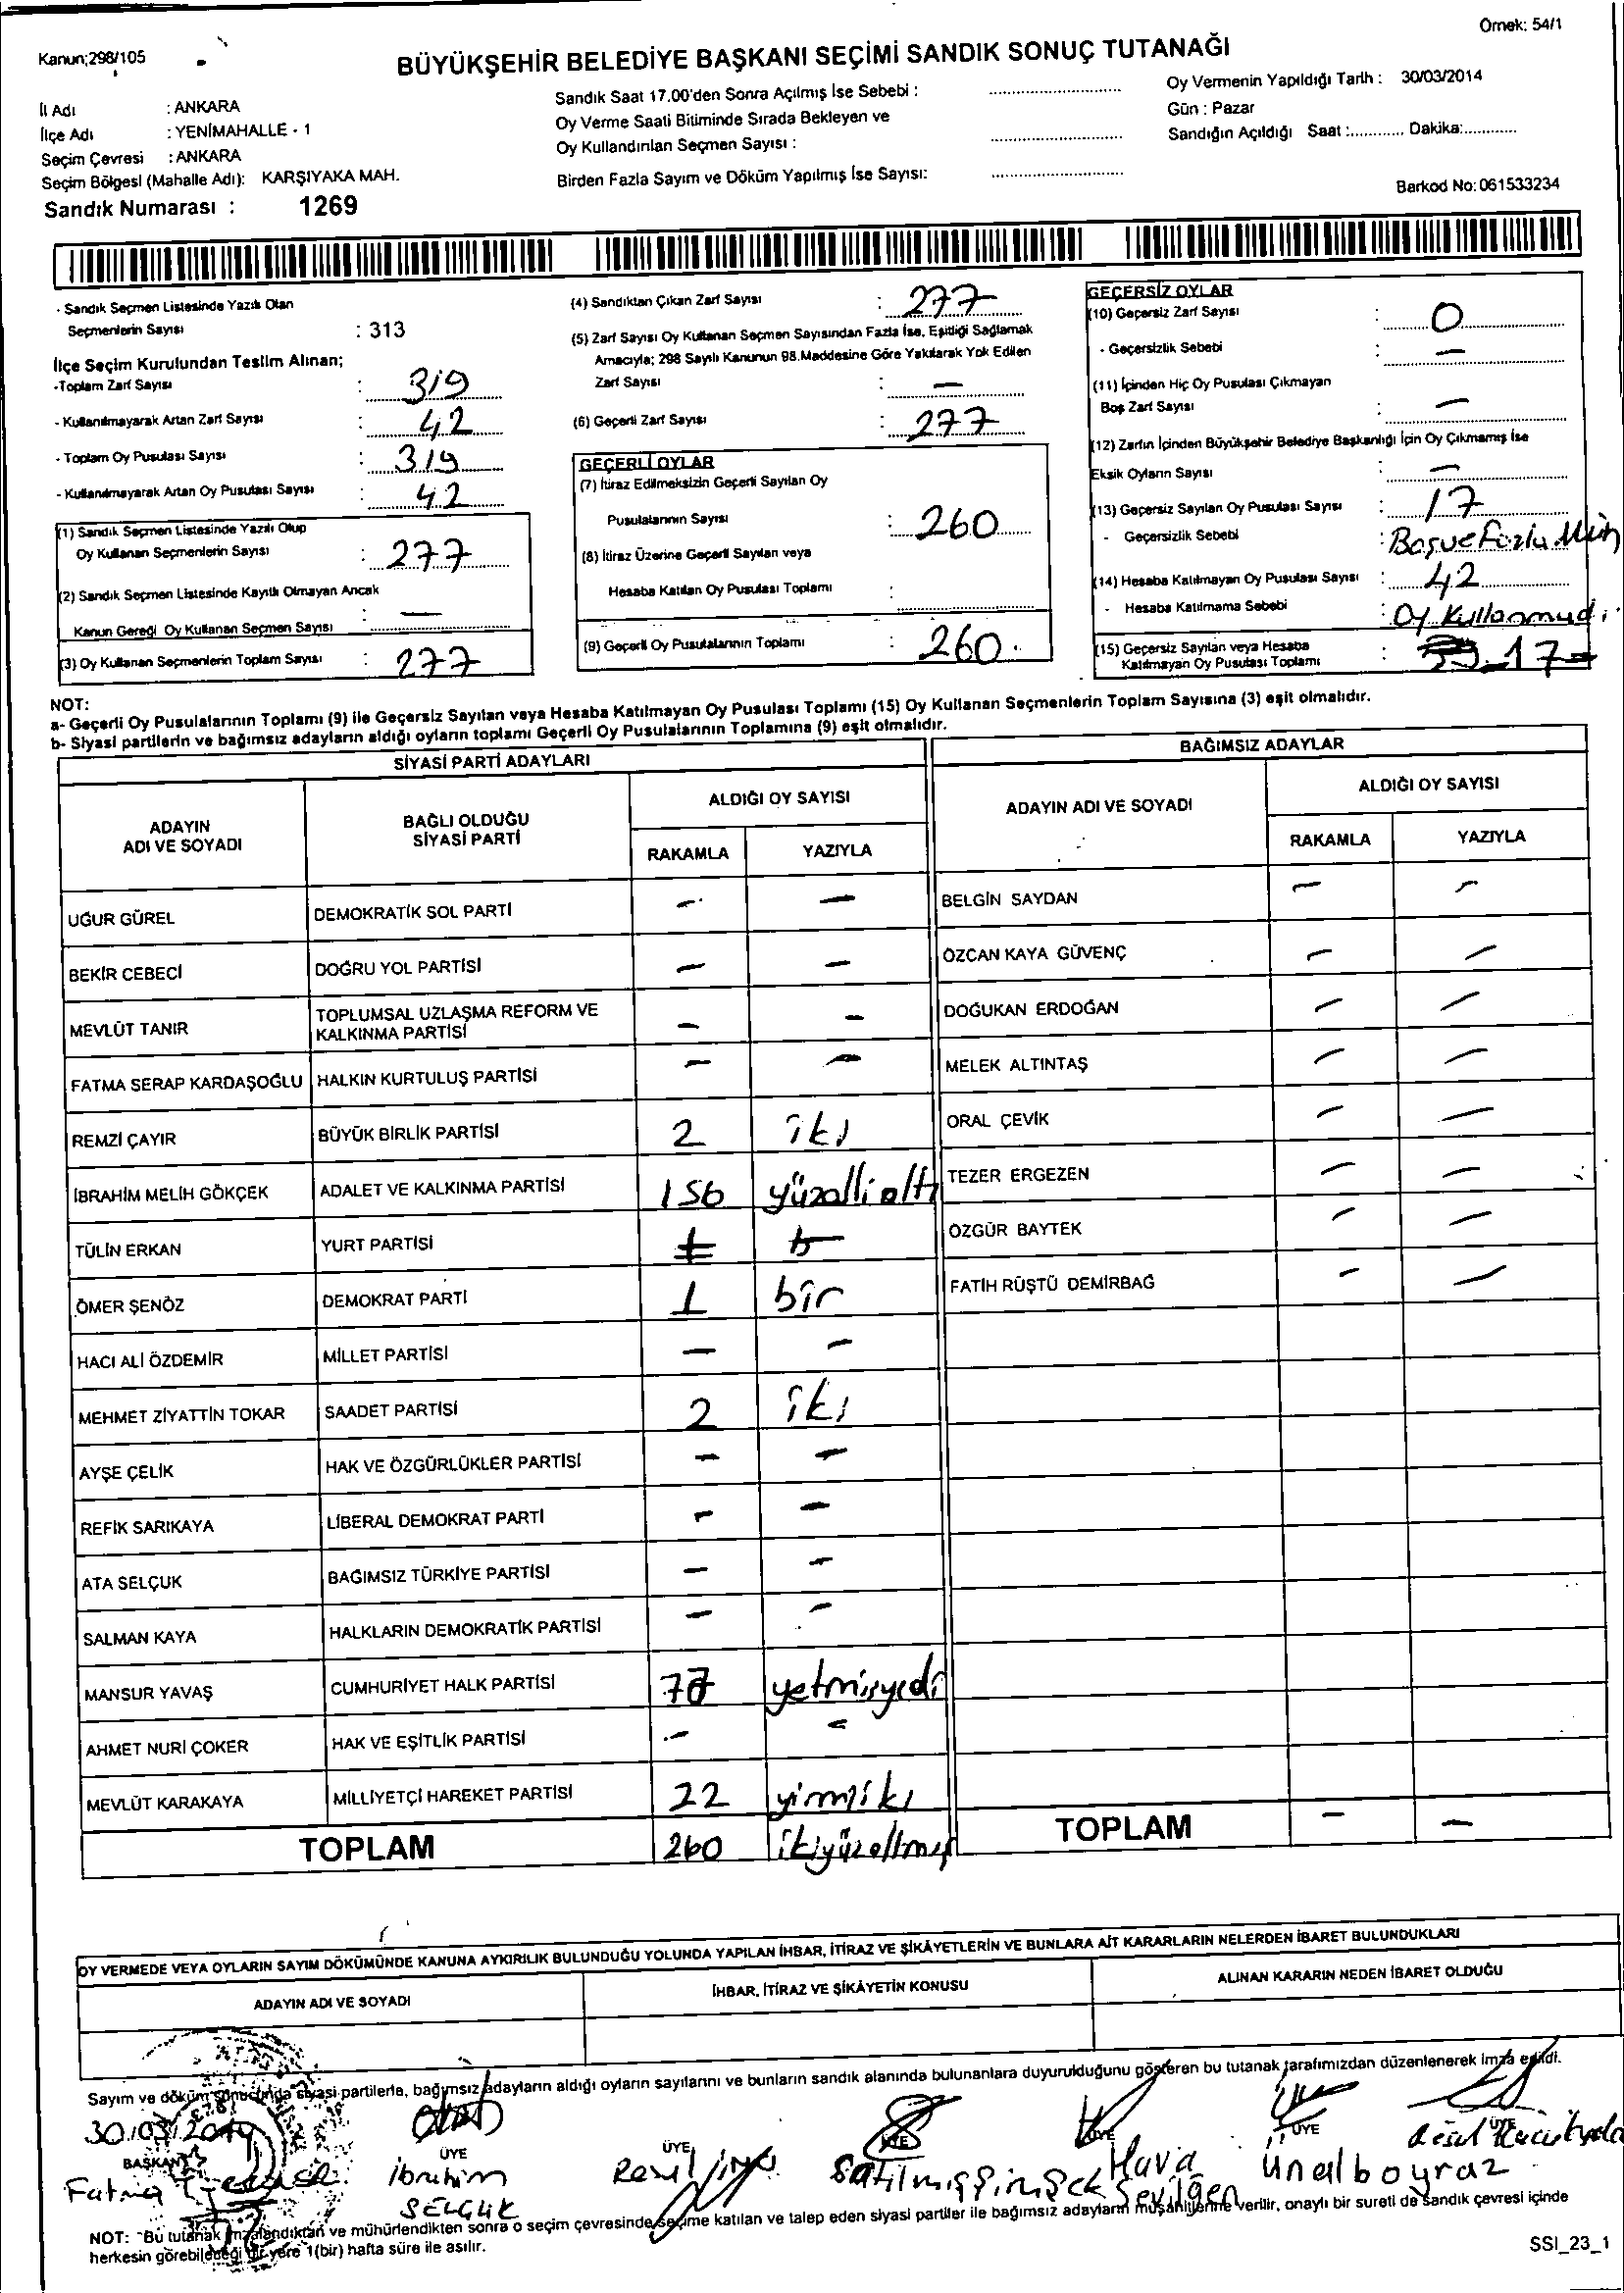 Örnek: 54/1
Kanun;298/105
BÜYÜKŞEHİR BELEDİYE BAŞKANI SEÇİMİ SANDIK SONUÇ TUTANAĞI
İl Adı : ANKARA
İlçe Adı : YENİMAHALLE - 1
Seçim Çevresi : ANKARA
Seçim Bölgesi (Mahalle Adı): KARŞIYAKA MAH.
Sandık Numarası : 1269
Sandık Saat 17.00'den Sonra Açılmış İse Sebebi :
Oy Verme Saati Bitiminde Sırada Bekleyen ve
Oy Kullandırılan Seçmen Sayısı :
Birden Fazla Sayım ve Döküm Yapılmış İse Sayısı:
Oy Vermenin Yapıldığı Tarih : 30/03/2014
Gün : Pazar
Sandığın Açıldığı Saat :............ Dakika:............
Barkod No: 061533234
- Sandık Seçmen Listesinde Yazılı Olan
Seçmenlerin Sayısı : 313
İlçe Seçim Kurulundan Teslim Alınan;
-Toplam Zarf Sayısı : 319
- Kullanılmayarak Artan Zarf Sayısı : 42
- Toplam Oy Pusulası Sayısı : 319
- Kullanılmayarak Artan Oy Pusulası Sayısı : 42
(1) Sandık Seçmen Listesinde Yazılı Olup
Oy Kullanan Seçmenlerin Sayısı : 277
(2) Sandık Seçmen Listesinde Kayıtlı Olmayan Ancak
Kanun Gereği Oy Kullanan Seçmen Sayısı : —
(3) Oy Kullanan Seçmenlerin Toplam Sayısı : 277
(4) Sandıktan Çıkan Zarf Sayısı : 277
(5) Zarf Sayısı Oy Kullanan Seçmen Sayısından Fazla İse, Eşitliği Sağlamak
Amacıyla; 298 Sayılı Kanunun 98.Maddesine Göre Yakılarak Yok Edilen
Zarf Sayısı : —
(6) Geçerli Zarf Sayısı : 277
GEÇERLİ OYLAR
(7) İtiraz Edilmeksizin Geçerli Sayılan Oy
Pusulalarının Sayısı : 260
(8) İtiraz Üzerine Geçerli Sayılan veya
Hesaba Katılan Oy Pusulası Toplamı :
(9) Geçerli Oy Pusulalarının Toplamı : 260.
GEÇERSİZ OYLAR
(10) Geçersiz Zarf Sayısı : 0
- Geçersizlik Sebebi : —
(11) İçinden Hiç Oy Pusulası Çıkmayan
Boş Zarf Sayısı : —
(12) Zarfın İçinden Büyükşehir Belediye Başkanlığı İçin Oy Çıkmamış İse
Eksik Oyların Sayısı : —
(13) Geçersiz Sayılan Oy Pusulası Sayısı : 17
- Geçersizlik Sebebi : Boş ve Fazla Müh
(14) Hesaba Katılmayan Oy Pusulası Sayısı : 42
- Hesaba Katılmama Sebebi : Oy Kullanmadı.
(15) Geçersiz Sayılan veya Hesaba
Katılmayan Oy Pusulası Toplamı : 17
NOT:
a- Geçerli Oy Pusulalarının Toplamı (9) ile Geçersiz Sayılan veya Hesaba Katılmayan Oy Pusulası Toplamı (15) Oy Kullanan Seçmenlerin Toplam Sayısına (3) eşit olmalıdır.
b- Siyasi partilerin ve bağımsız adayların aldığı oyların toplamı Geçerli Oy Pusulalarının Toplamına (9) eşit olmalıdır.
SİYASİ PARTİ ADAYLARI
ADAYIN ADI VE SOYADI BAĞLI OLDUĞU SİYASİ PARTİ ALDIĞI OY SAYISI
RAKAMLA YAZIYLA
UĞUR GÜREL DEMOKRATİK SOL PARTİ — —
BEKİR CEBECİ DOĞRU YOL PARTİSİ — —
MEVLÜT TANIR TOPLUMSAL UZLAŞMA REFORM VE KALKINMA PARTİSİ — —
FATMA SERAP KARDAŞOĞLU HALKIN KURTULUŞ PARTİSİ — —
REMZİ ÇAYIR BÜYÜK BİRLİK PARTİSİ 2 iki
İBRAHİM MELİH GÖKÇEK ADALET VE KALKINMA PARTİSİ 156 yüzellialtı
TÜLİN ERKAN YURT PARTİSİ
ÖMER ŞENÖZ DEMOKRAT PARTİ 1 bir
HACI ALİ ÖZDEMİR MİLLET PARTİSİ — —
MEHMET ZİYATTİN TOKAR SAADET PARTİSİ 2 iki
AYŞE ÇELİK HAK VE ÖZGÜRLÜKLER PARTİSİ — —
REFİK SARIKAYA LİBERAL DEMOKRAT PARTİ — —
ATA SELÇUK BAĞIMSIZ TÜRKİYE PARTİSİ — —
SALMAN KAYA HALKLARIN DEMOKRATİK PARTİSİ — —
MANSUR YAVAŞ CUMHURİYET HALK PARTİSİ 77 yetmişyedi
AHMET NURİ ÇOKER HAK VE EŞİTLİK PARTİSİ — —
MEVLÜT KARAKAYA MİLLİYETÇİ HAREKET PARTİSİ 22 yirmiiki
TOPLAM 260 ikiyüzaltmış
BAĞIMSIZ ADAYLAR
ADAYIN ADI VE SOYADI ALDIĞI OY SAYISI
RAKAMLA YAZIYLA
BELGİN SAYDAN — —
ÖZCAN KAYA GÜVENÇ — —
DOĞUKAN ERDOĞAN — —
MELEK ALTINTAŞ — —
ORAL ÇEVİK — —
TEZER ERGEZEN — —
ÖZGÜR BAYTEK — —
FATİH RÜŞTÜ DEMİRBAĞ — —
TOPLAM — —
OY VERMEDE VEYA OYLARIN SAYIM DÖKÜMÜNDE KANUNA AYKIRILIK BULUNDUĞU YOLUNDA YAPILAN İHBAR, İTİRAZ VE ŞİKÂYETLERİN VE BUNLARA AİT KARARLARIN NELERDEN İBARET BULUNDUKLARI
ADAYIN ADI VE SOYADI İHBAR, İTİRAZ VE ŞİKÂYETİN KONUSU ALINAN KARARIN NEDEN İBARET OLDUĞU
Sayım ve döküm sonucunda siyasi partilerle, bağımsız adayların aldığı oyların sayılarını ve bunların sandık alanında bulunanlara duyurulduğunu gösteren bu tutanak tarafımızdan düzenlenerek imza edildi.
30/03/2014
BAŞKAN ÜYE ÜYE ÜYE ÜYE ÜYE ÜYE
Fatma İbrahim SELÇUK Resul Satılmış Şimşek Hava Sevilgen Ünal boyraz
NOT: Bu tutanak imzalandıktan ve mühürlendikten sonra o seçim çevresinde seçime katılan ve talep eden siyasi partiler ile bağımsız adayların müşahitlerine verilir, onaylı bir sureti de sandık çevresi içinde
herkesin görebileceği bir yere 1(bir) hafta süre ile asılır.
SSI_23_1